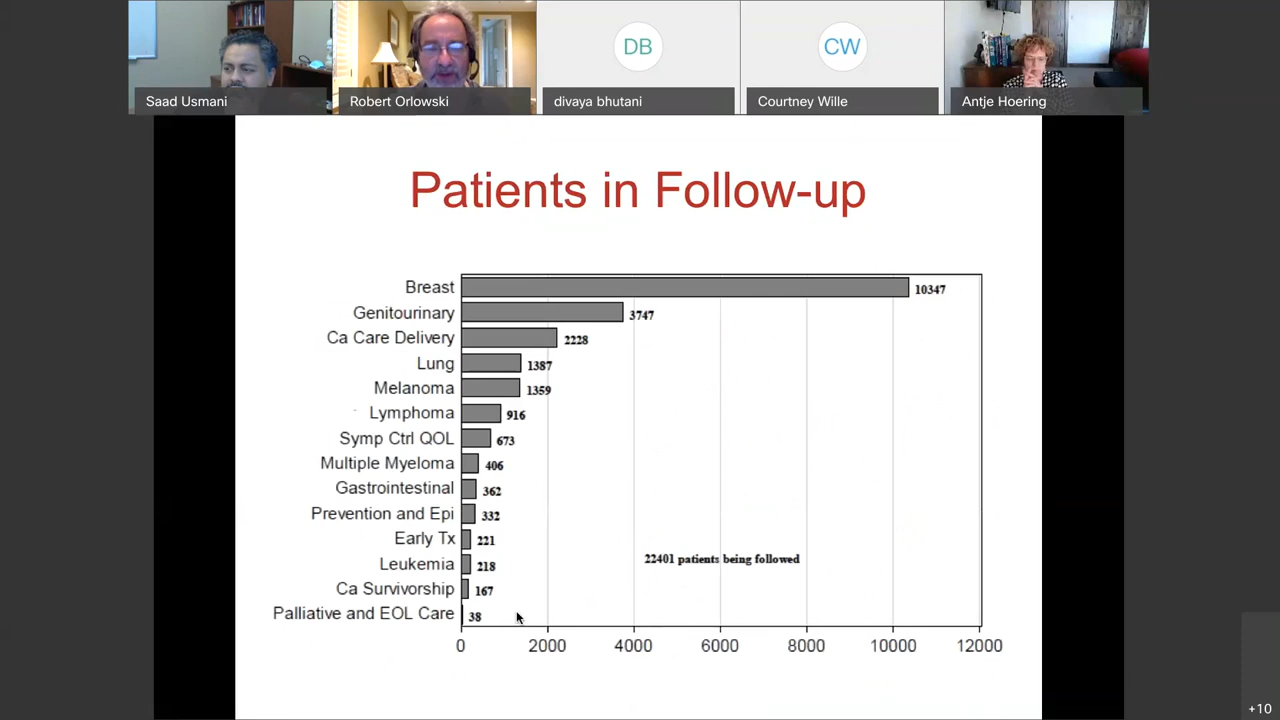 DB
CW
Saad Usmani
Robert Orlowski
divaya bhutani
Courtney Wille
Antje Hoering
Patients in Follow-up
Breast 10347
Genitourinary 3747
Ca Care Delivery 2228
Lung 1387
Melanoma 1359
Lymphoma 916
Symp Ctrl QOL 673
Multiple Myeloma 406
Gastrointestinal 362
Prevention and Epi 332
Early Tx 221
22401 patients being followed
Leukemia 218
Ca Survivorship 167
Palliative and EOL Care 38
0 2000 4000 6000 8000 10000 12000
+10